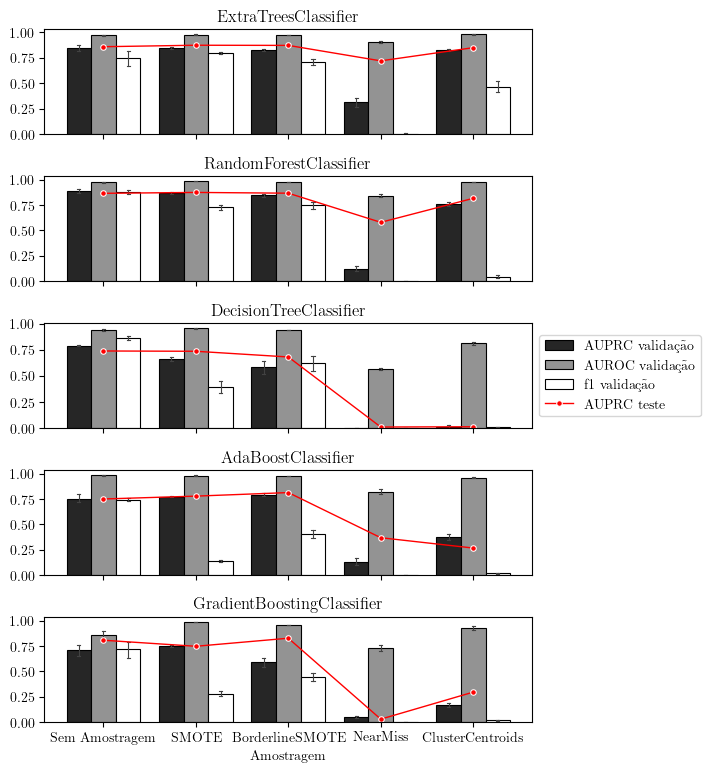 ExtraTreesClassifier
1.00
0.75
0.50
0.25
0.00
RandomForestClassifier
1.00
0.75
0.50
0.25
0.00
DecisionTreeClassifier
1.00
0.75
0.50
0.25
0.00
AUPRC validação
AUROC validação
f1 validação
AUPRC teste
AdaBoostClassifier
1.00
0.75
0.50
0.25
0.00
GradientBoostingClassifier
1.00
0.75
0.50
0.25
0.00
Sem Amostragem SMOTE BorderlineSMOTE NearMiss ClusterCentroids
Amostragem